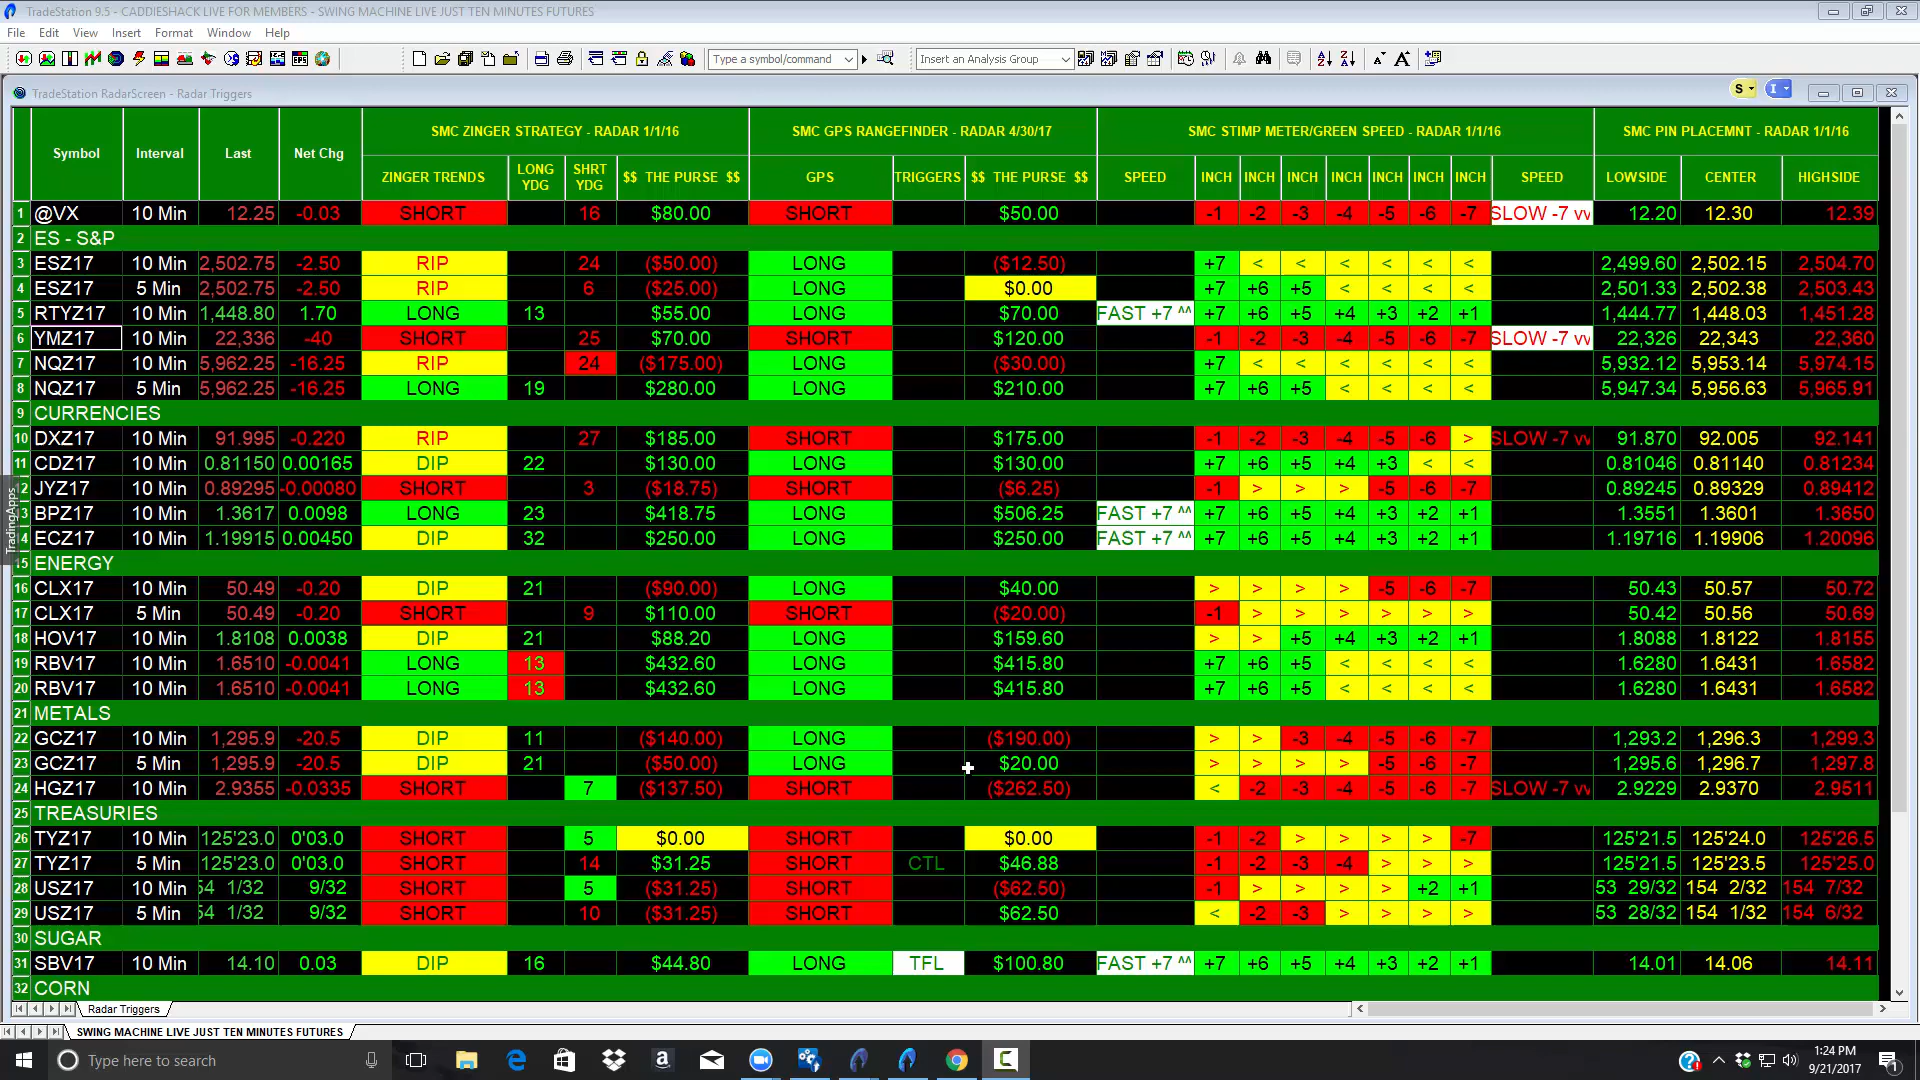 TradeStation 9.5 - CADDIESHACK LIVE FOR MEMBERS - SWING MACHINE LIVE JUST TEN MINUTES FUTURES
File Edit View Insert Format Window Help
Type a symbol/command Insert an Analysis Group
TradeStation RadarScreen - Radar Triggers S I
Symbol Interval Last Net Chg SMC ZINGER STRATEGY - RADAR 1/1/16 SMC GPS RANGEFINDER - RADAR 4/30/17 SMC STIMP METER/GREEN SPEED - RADAR 1/1/16 SMC PIN PLACEMNT - RADAR 1/1/16
ZINGER TRENDS LONG YDG SHRT YDG $$ THE PURSE $$ GPS TRIGGERS $$ THE PURSE $$ SPEED INCH INCH INCH INCH INCH INCH INCH SPEED LOWSIDE CENTER HIGHSIDE
1 @VX 10 Min 12.25 -0.03 SHORT 16 $80.00 SHORT $50.00 -1 -2 -3 -4 -5 -6 -7 SLOW -7 vv 12.20 12.30 12.39
2 ES - S&P
3 ESZ17 10 Min 2,502.75 -2.50 RIP 24 ($50.00) LONG ($12.50) +7 < < < < < < 2,499.60 2,502.15 2,504.70
4 ESZ17 5 Min 2,502.75 -2.50 RIP 6 ($25.00) LONG $0.00 +7 +6 +5 < < < < 2,501.33 2,502.38 2,503.43
5 RTYZ17 10 Min 1,448.80 1.70 LONG 13 $55.00 LONG $70.00 FAST +7 ^^ +7 +6 +5 +4 +3 +2 +1 1,444.77 1,448.03 1,451.28
6 YMZ17 10 Min 22,336 -40 SHORT 25 $70.00 SHORT $120.00 -1 -2 -3 -4 -5 -6 -7 SLOW -7 vv 22,326 22,343 22,360
7 NQZ17 10 Min 5,962.25 -16.25 RIP 24 ($175.00) LONG ($30.00) +7 < < < < < < 5,932.12 5,953.14 5,974.15
8 NQZ17 5 Min 5,962.25 -16.25 LONG 19 $280.00 LONG $210.00 +7 +6 +5 < < < < 5,947.34 5,956.63 5,965.91
9 CURRENCIES
10 DXZ17 10 Min 91.995 -0.220 RIP 27 $185.00 SHORT $175.00 -1 -2 -3 -4 -5 -6 > SLOW -7 vv 91.870 92.005 92.141
11 CDZ17 10 Min 0.81150 0.00165 DIP 22 $130.00 LONG $130.00 +7 +6 +5 +4 +3 < < 0.81046 0.81140 0.81234
12 JYZ17 10 Min 0.89295 -0.00080 SHORT 3 ($18.75) SHORT ($6.25) -1 > > > -5 -6 -7 0.89245 0.89329 0.89412
13 BPZ17 10 Min 1.3617 0.0098 LONG 23 $418.75 LONG $506.25 FAST +7 ^^ +7 +6 +5 +4 +3 +2 +1 1.3551 1.3601 1.3650
14 ECZ17 10 Min 1.19915 0.00450 DIP 32 $250.00 LONG $250.00 FAST +7 ^^ +7 +6 +5 +4 +3 +2 +1 1.19716 1.19906 1.20096
15 ENERGY
16 CLX17 10 Min 50.49 -0.20 DIP 21 ($90.00) LONG $40.00 > > > > -5 -6 -7 50.43 50.57 50.72
17 CLX17 5 Min 50.49 -0.20 SHORT 9 $110.00 SHORT ($20.00) -1 > > > > > > 50.42 50.56 50.69
18 HOV17 10 Min 1.8108 0.0038 DIP 21 $88.20 LONG $159.60 > > +5 +4 +3 +2 +1 1.8088 1.8122 1.8155
19 RBV17 10 Min 1.6510 -0.0041 LONG 13 $432.60 LONG $415.80 +7 +6 +5 < < < < 1.6280 1.6431 1.6582
20 RBV17 10 Min 1.6510 -0.0041 LONG 13 $432.60 LONG $415.80 +7 +6 +5 < < < < 1.6280 1.6431 1.6582
21 METALS
22 GCZ17 10 Min 1,295.9 -20.5 DIP 11 ($140.00) LONG ($190.00) > > -3 -4 -5 -6 -7 1,293.2 1,296.3 1,299.3
23 GCZ17 5 Min 1,295.9 -20.5 DIP 21 ($50.00) LONG $20.00 > > > > -5 -6 -7 1,295.6 1,296.7 1,297.8
24 HGZ17 10 Min 2.9355 -0.0335 SHORT 7 ($137.50) SHORT ($262.50) < -2 -3 -4 -5 -6 -7 SLOW -7 vv 2.9229 2.9370 2.9511
25 TREASURIES
26 TYZ17 10 Min 125'23.0 0'03.0 SHORT 5 $0.00 SHORT $0.00 -1 -2 > > > > -7 125'21.5 125'24.0 125'26.5
27 TYZ17 5 Min 125'23.0 0'03.0 SHORT 14 $31.25 SHORT CTL $46.88 -1 -2 -3 -4 > > > 125'21.5 125'23.5 125'25.0
28 USZ17 10 Min 54 1/32 9/32 SHORT 5 ($31.25) SHORT ($62.50) -1 > > > > +2 +1 53 29/32 154 2/32 154 7/32
29 USZ17 5 Min 54 1/32 9/32 SHORT 10 ($31.25) SHORT $62.50 < -2 -3 > > > > 53 28/32 154 1/32 154 6/32
30 SUGAR
31 SBV17 10 Min 14.10 0.03 DIP 16 $44.80 LONG TFL $100.80 FAST +7 ^^ +7 +6 +5 +4 +3 +2 +1 14.01 14.06 14.11
32 CORN
TradingApps
Radar Triggers
SWING MACHINE LIVE JUST TEN MINUTES FUTURES
Type here to search
1:24 PM
9/21/2017